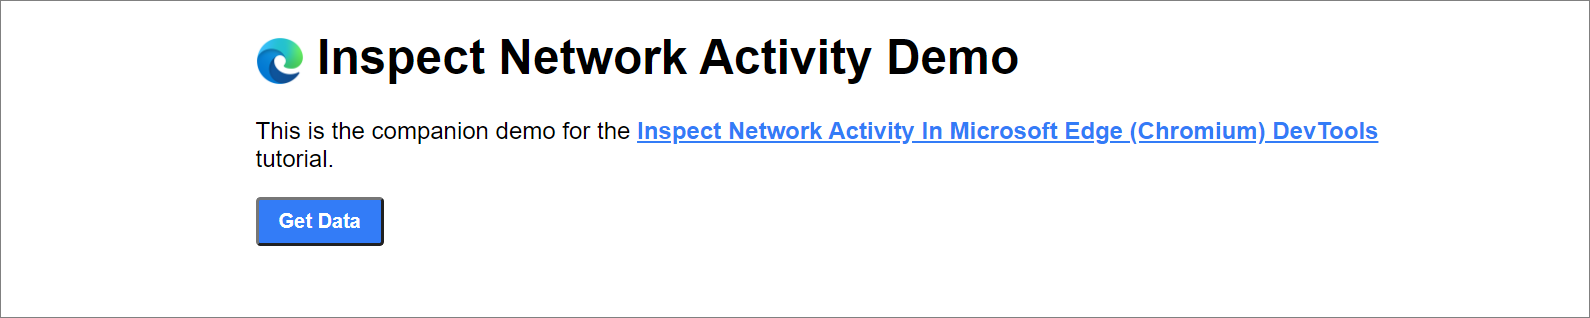 Inspect Network Activity Demo
This is the companion demo for the Inspect Network Activity In Microsoft Edge (Chromium) DevTools
tutorial.
Get Data